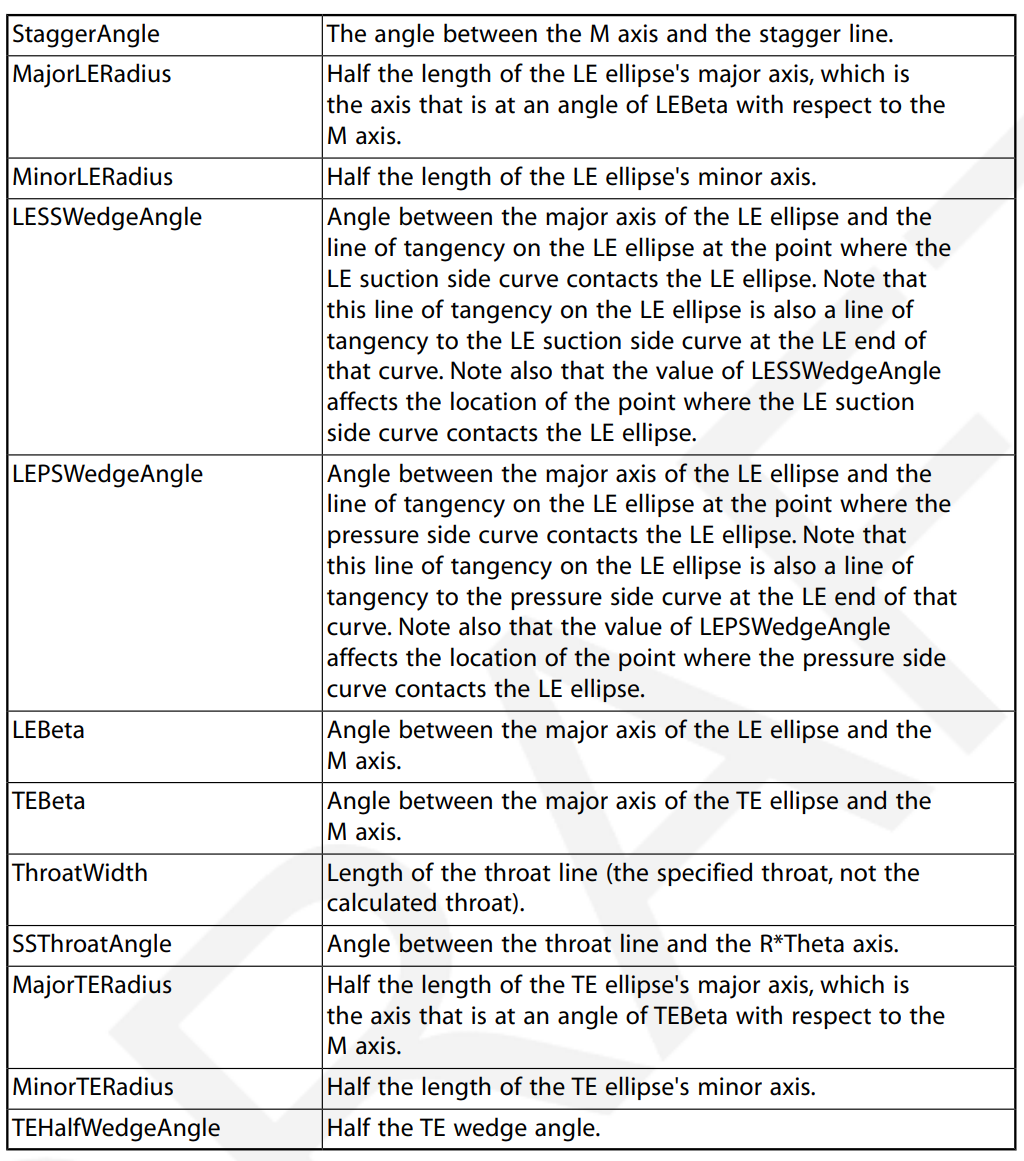 StaggerAngle
The angle between the M axis and the stagger line.
MajorLERadius
Half the length of the LE ellipse's major axis, which is
the axis that is at an angle of LEBeta with respect to the
M axis.
MinorLERadius
Half the length of the LE ellipse's minor axis.
LESSWedgeAngle
Angle between the major axis of the LE ellipse and the
line of tangency on the LE ellipse at the point where the
LE suction side curve contacts the LE ellipse. Note that
this line of tangency on the LE ellipse is also a line of
tangency to the LE suction side curve at the LE end of
that curve. Note also that the value of LESSWedgeAngle
affects the location of the point where the LE suction
side curve contacts the LE ellipse.
LEPSWedgeAngle
Angle between the major axis of the LE ellipse and the
line of tangency on the LE ellipse at the point where the
pressure side curve contacts the LE ellipse. Note that
this line of tangency on the LE ellipse is also a line of
tangency to the pressure side curve at the LE end of that
curve. Note also that the value of LEPSWedgeAngle
affects the location of the point where the pressure side
curve contacts the LE ellipse.
LEBeta
Angle between the major axis of the LE ellipse and the
M axis.
TEBeta
Angle between the major axis of the TE ellipse and the
M axis.
ThroatWidth
Length of the throat line (the specified throat, not the
calculated throat).
SSThroatAngle
Angle between the throat line and the R*Theta axis.
MajorTERadius
Half the length of the TE ellipse's major axis, which is
the axis that is at an angle of TEBeta with respect to the
M axis.
MinorTERadius
Half the length of the TE ellipse's minor axis.
TEHalfWedgeAngle
Half the TE wedge angle.